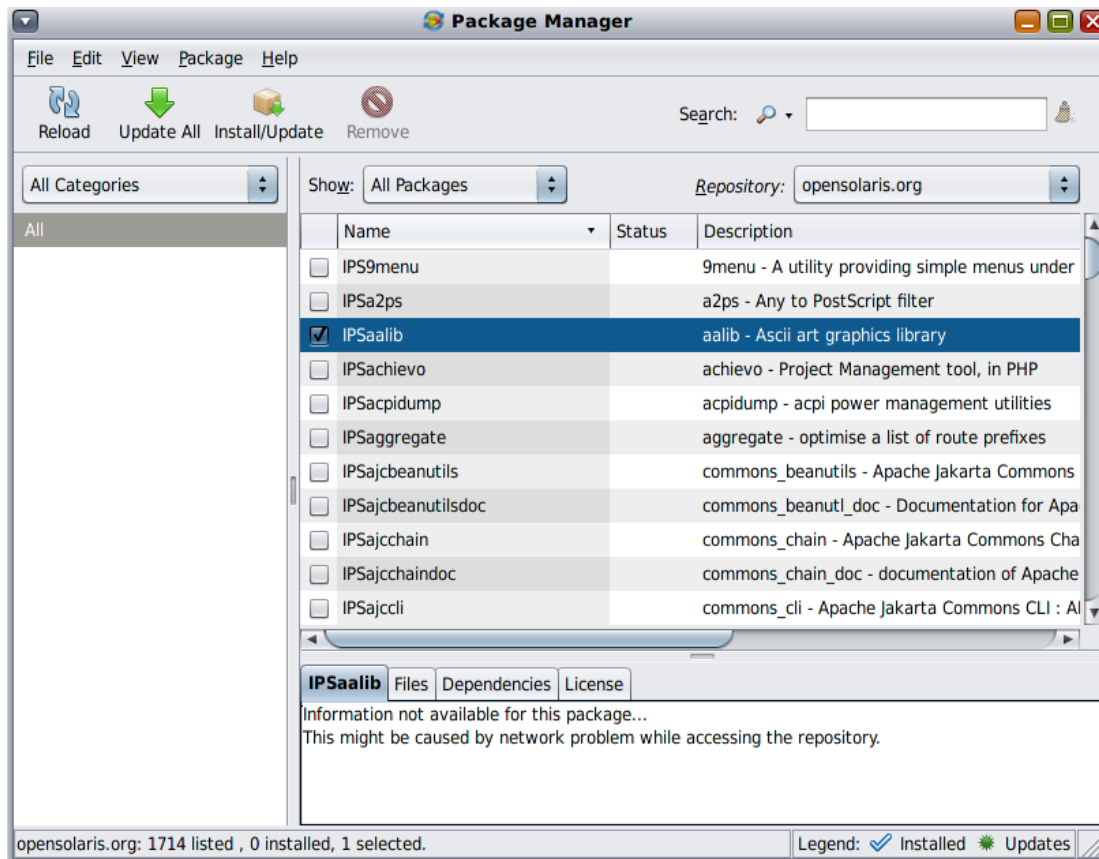 Package Manager
File Edit View Package Help
Reload Update All Install/Update Remove Search:
All Categories Show: All Packages Repository: opensolaris.org
All
Name Status Description
IPS9menu 9menu - A utility providing simple menus under
IPSa2ps a2ps - Any to PostScript filter
IPSaalib aalib - Ascii art graphics library
IPSachievo achievo - Project Management tool, in PHP
IPSacpidump acpidump - acpi power management utilities
IPSaggregate aggregate - optimise a list of route prefixes
IPSajcbeanutils commons_beanutils - Apache Jakarta Commons
IPSajcbeanutilsdoc commons_beanutl_doc - Documentation for Apa
IPSajcchain commons_chain - Apache Jakarta Commons Cha
IPSajcchaindoc commons_chain_doc - documentation of Apache
IPSajccli commons_cli - Apache Jakarta Commons CLI : AI
IPSaalib Files Dependencies License
Information not available for this package...
This might be caused by network problem while accessing the repository.
opensolaris.org: 1714 listed , 0 installed, 1 selected. Legend: Installed Updates